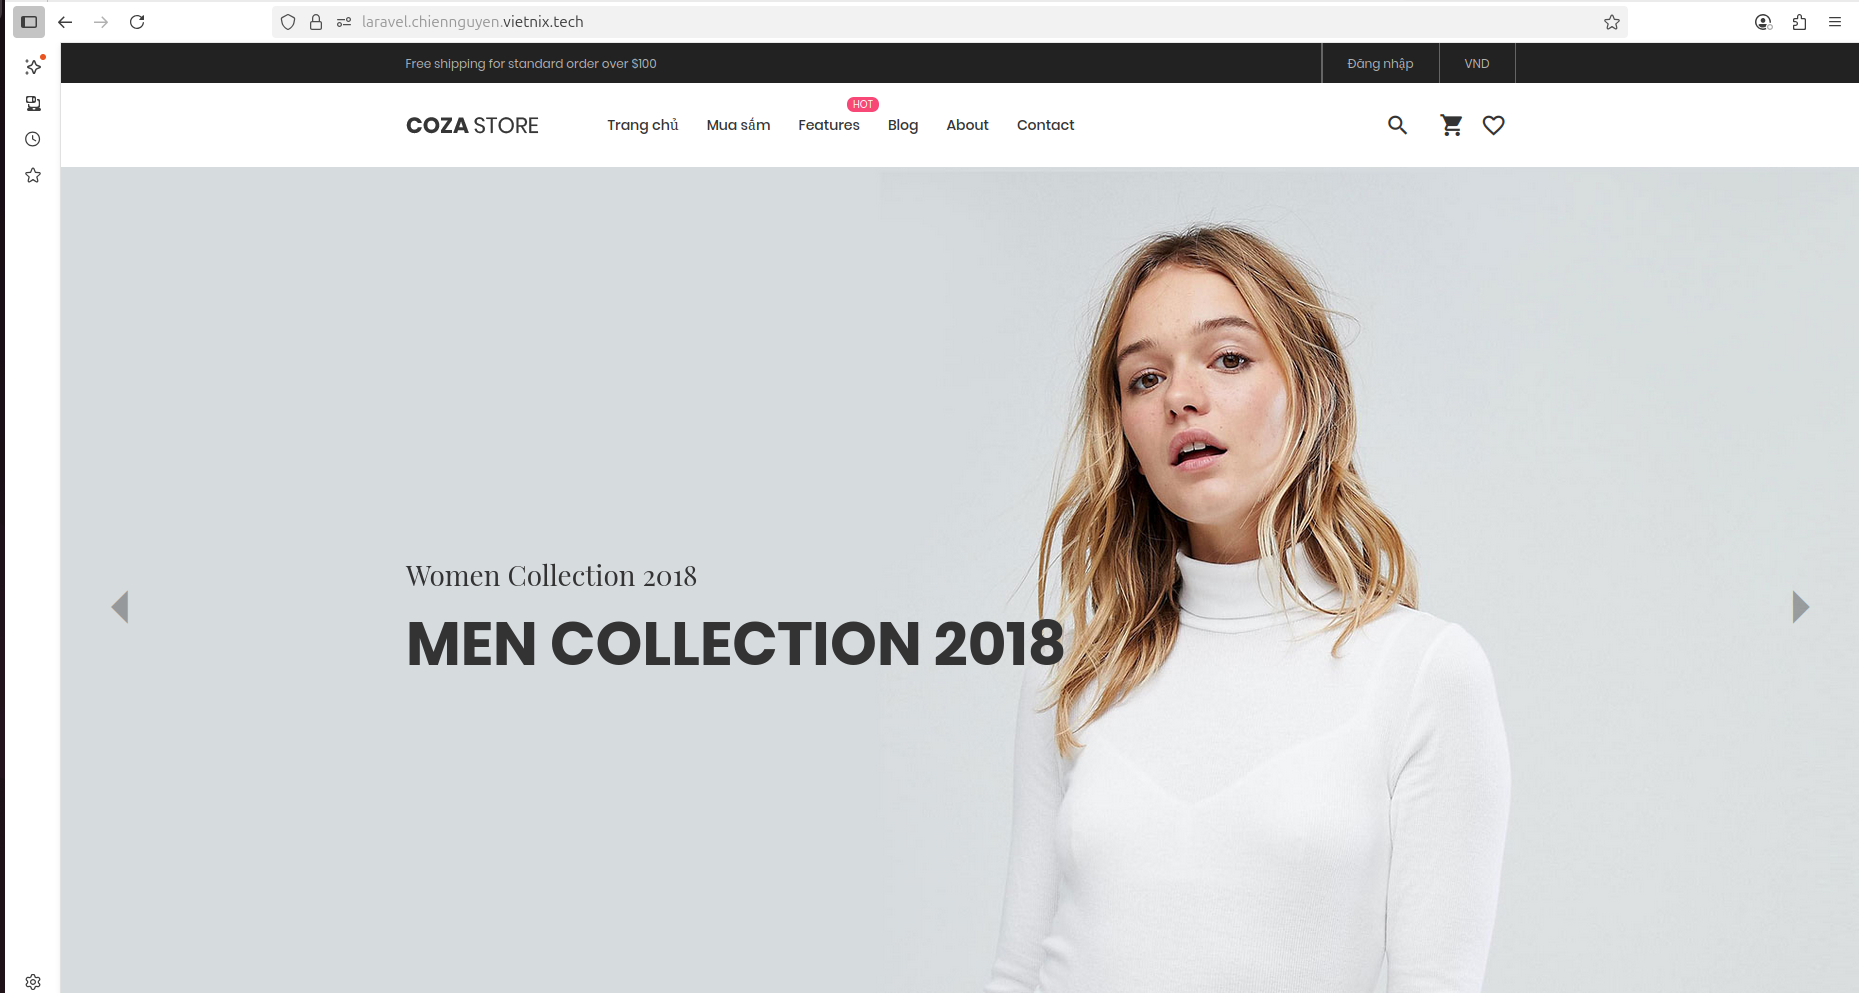 laravel.chiennguyen.vietnix.tech
Free shipping for standard order over $100
Đăng nhập
VND
COZA STORE
Trang chủ
Mua sắm
Features
HOT
Blog
About
Contact
Women Collection 2018
MEN COLLECTION 2018